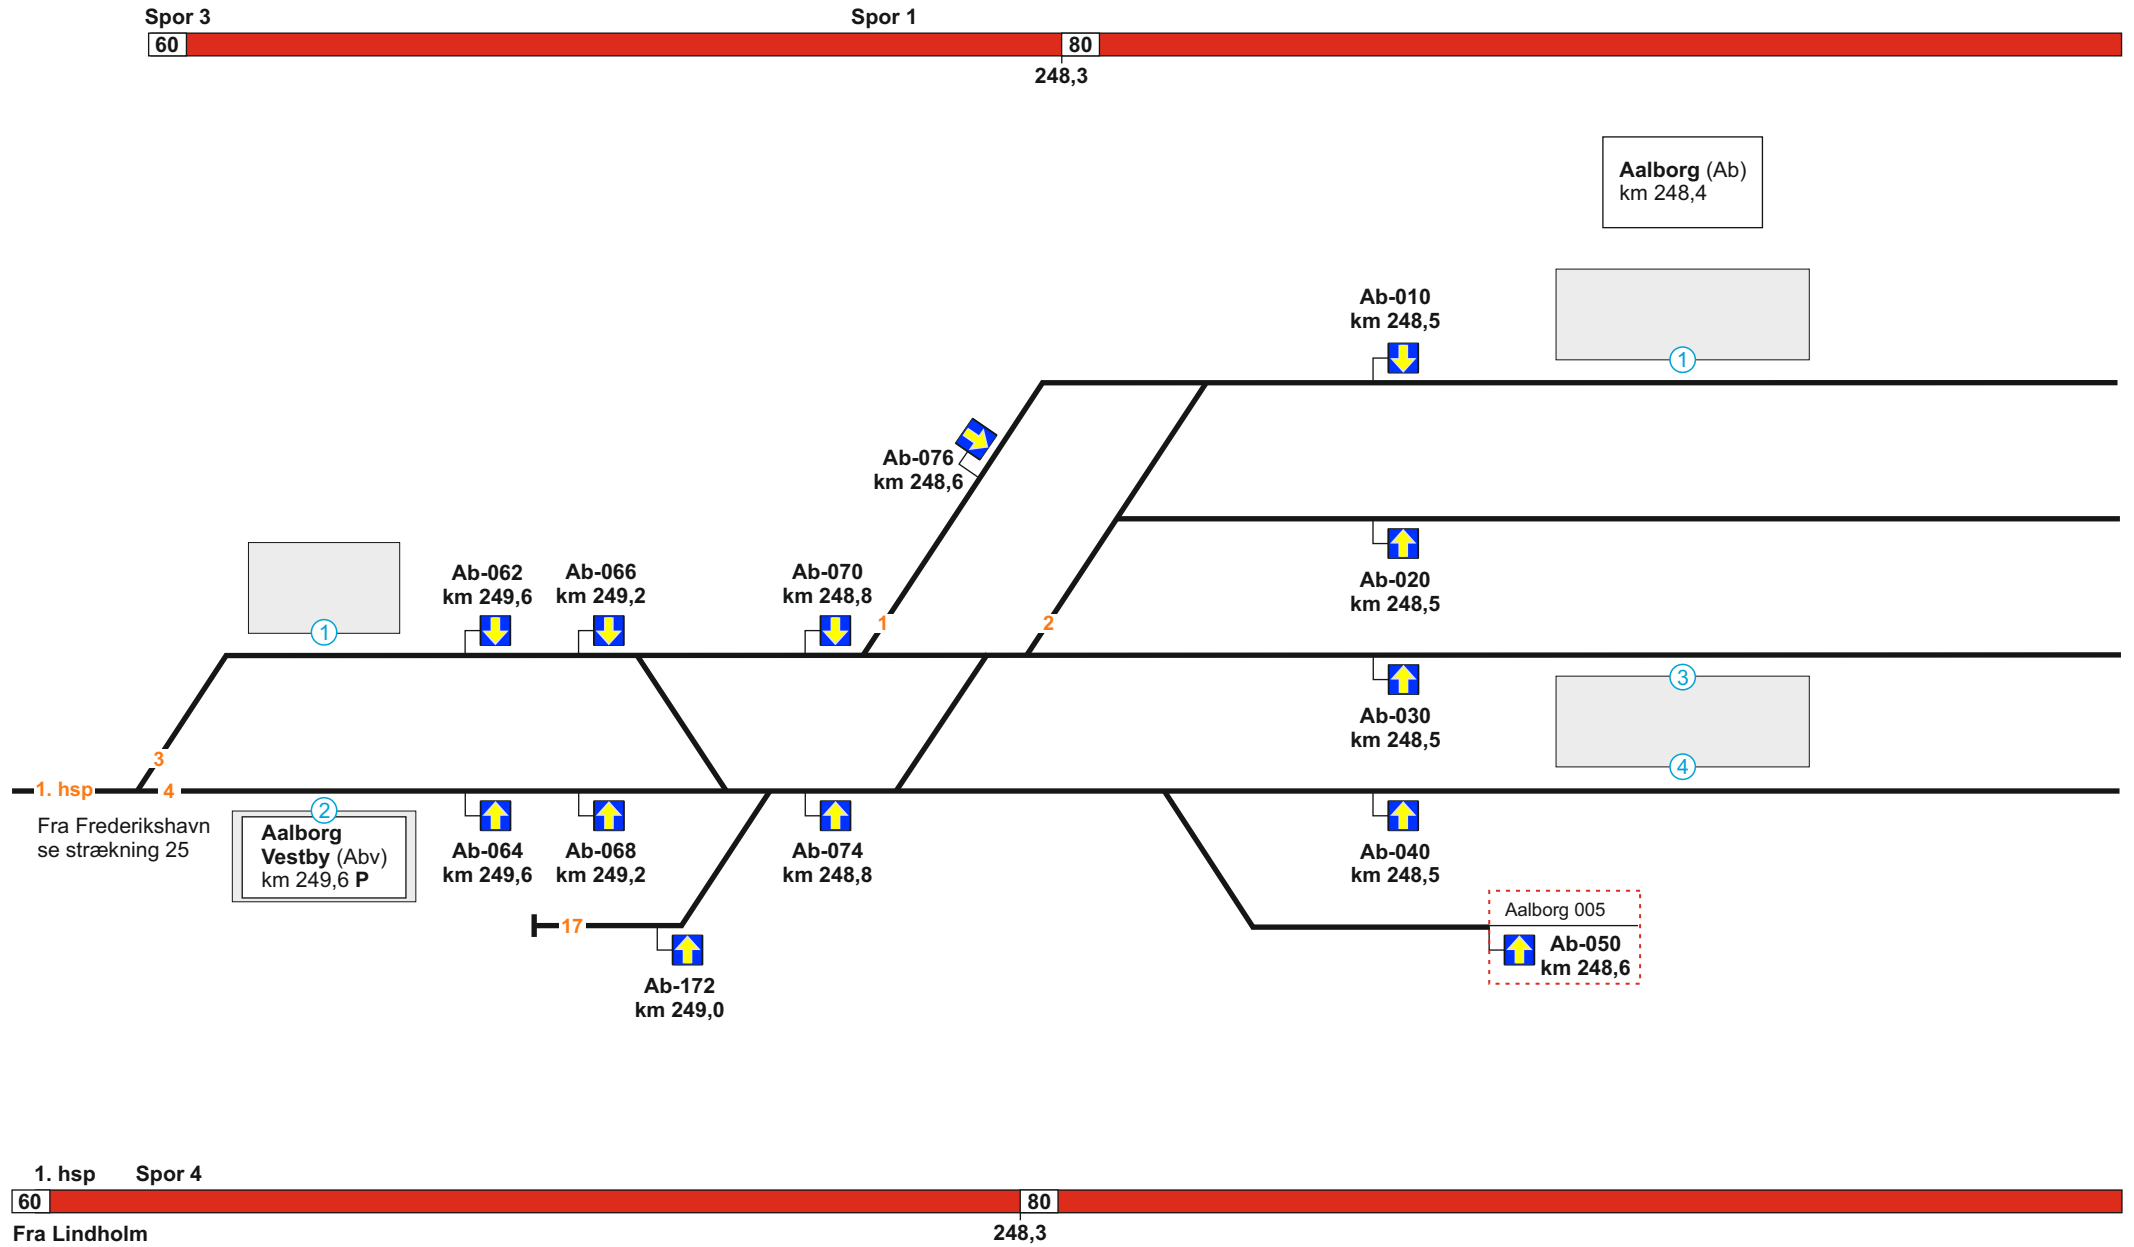 Spor 3
Spor 1
60
80
248,3
Aalborg (Ab)
km 248,4
Ab-010
km 248,5
1
Ab-076
km 248,6
Ab-062
km 249,6
Ab-066
km 249,2
Ab-070
km 248,8
Ab-020
km 248,5
1
1
2
3
Ab-030
km 248,5
3
4
1. hsp
4
2
Fra Frederikshavn
se strækning 25
Aalborg
Vestby (Abv)
km 249,6 P
Ab-064
km 249,6
Ab-068
km 249,2
Ab-074
km 248,8
Ab-040
km 248,5
17
Aalborg 005
Ab-050
km 248,6
Ab-172
km 249,0
1. hsp
Spor 4
60
80
Fra Lindholm
248,3